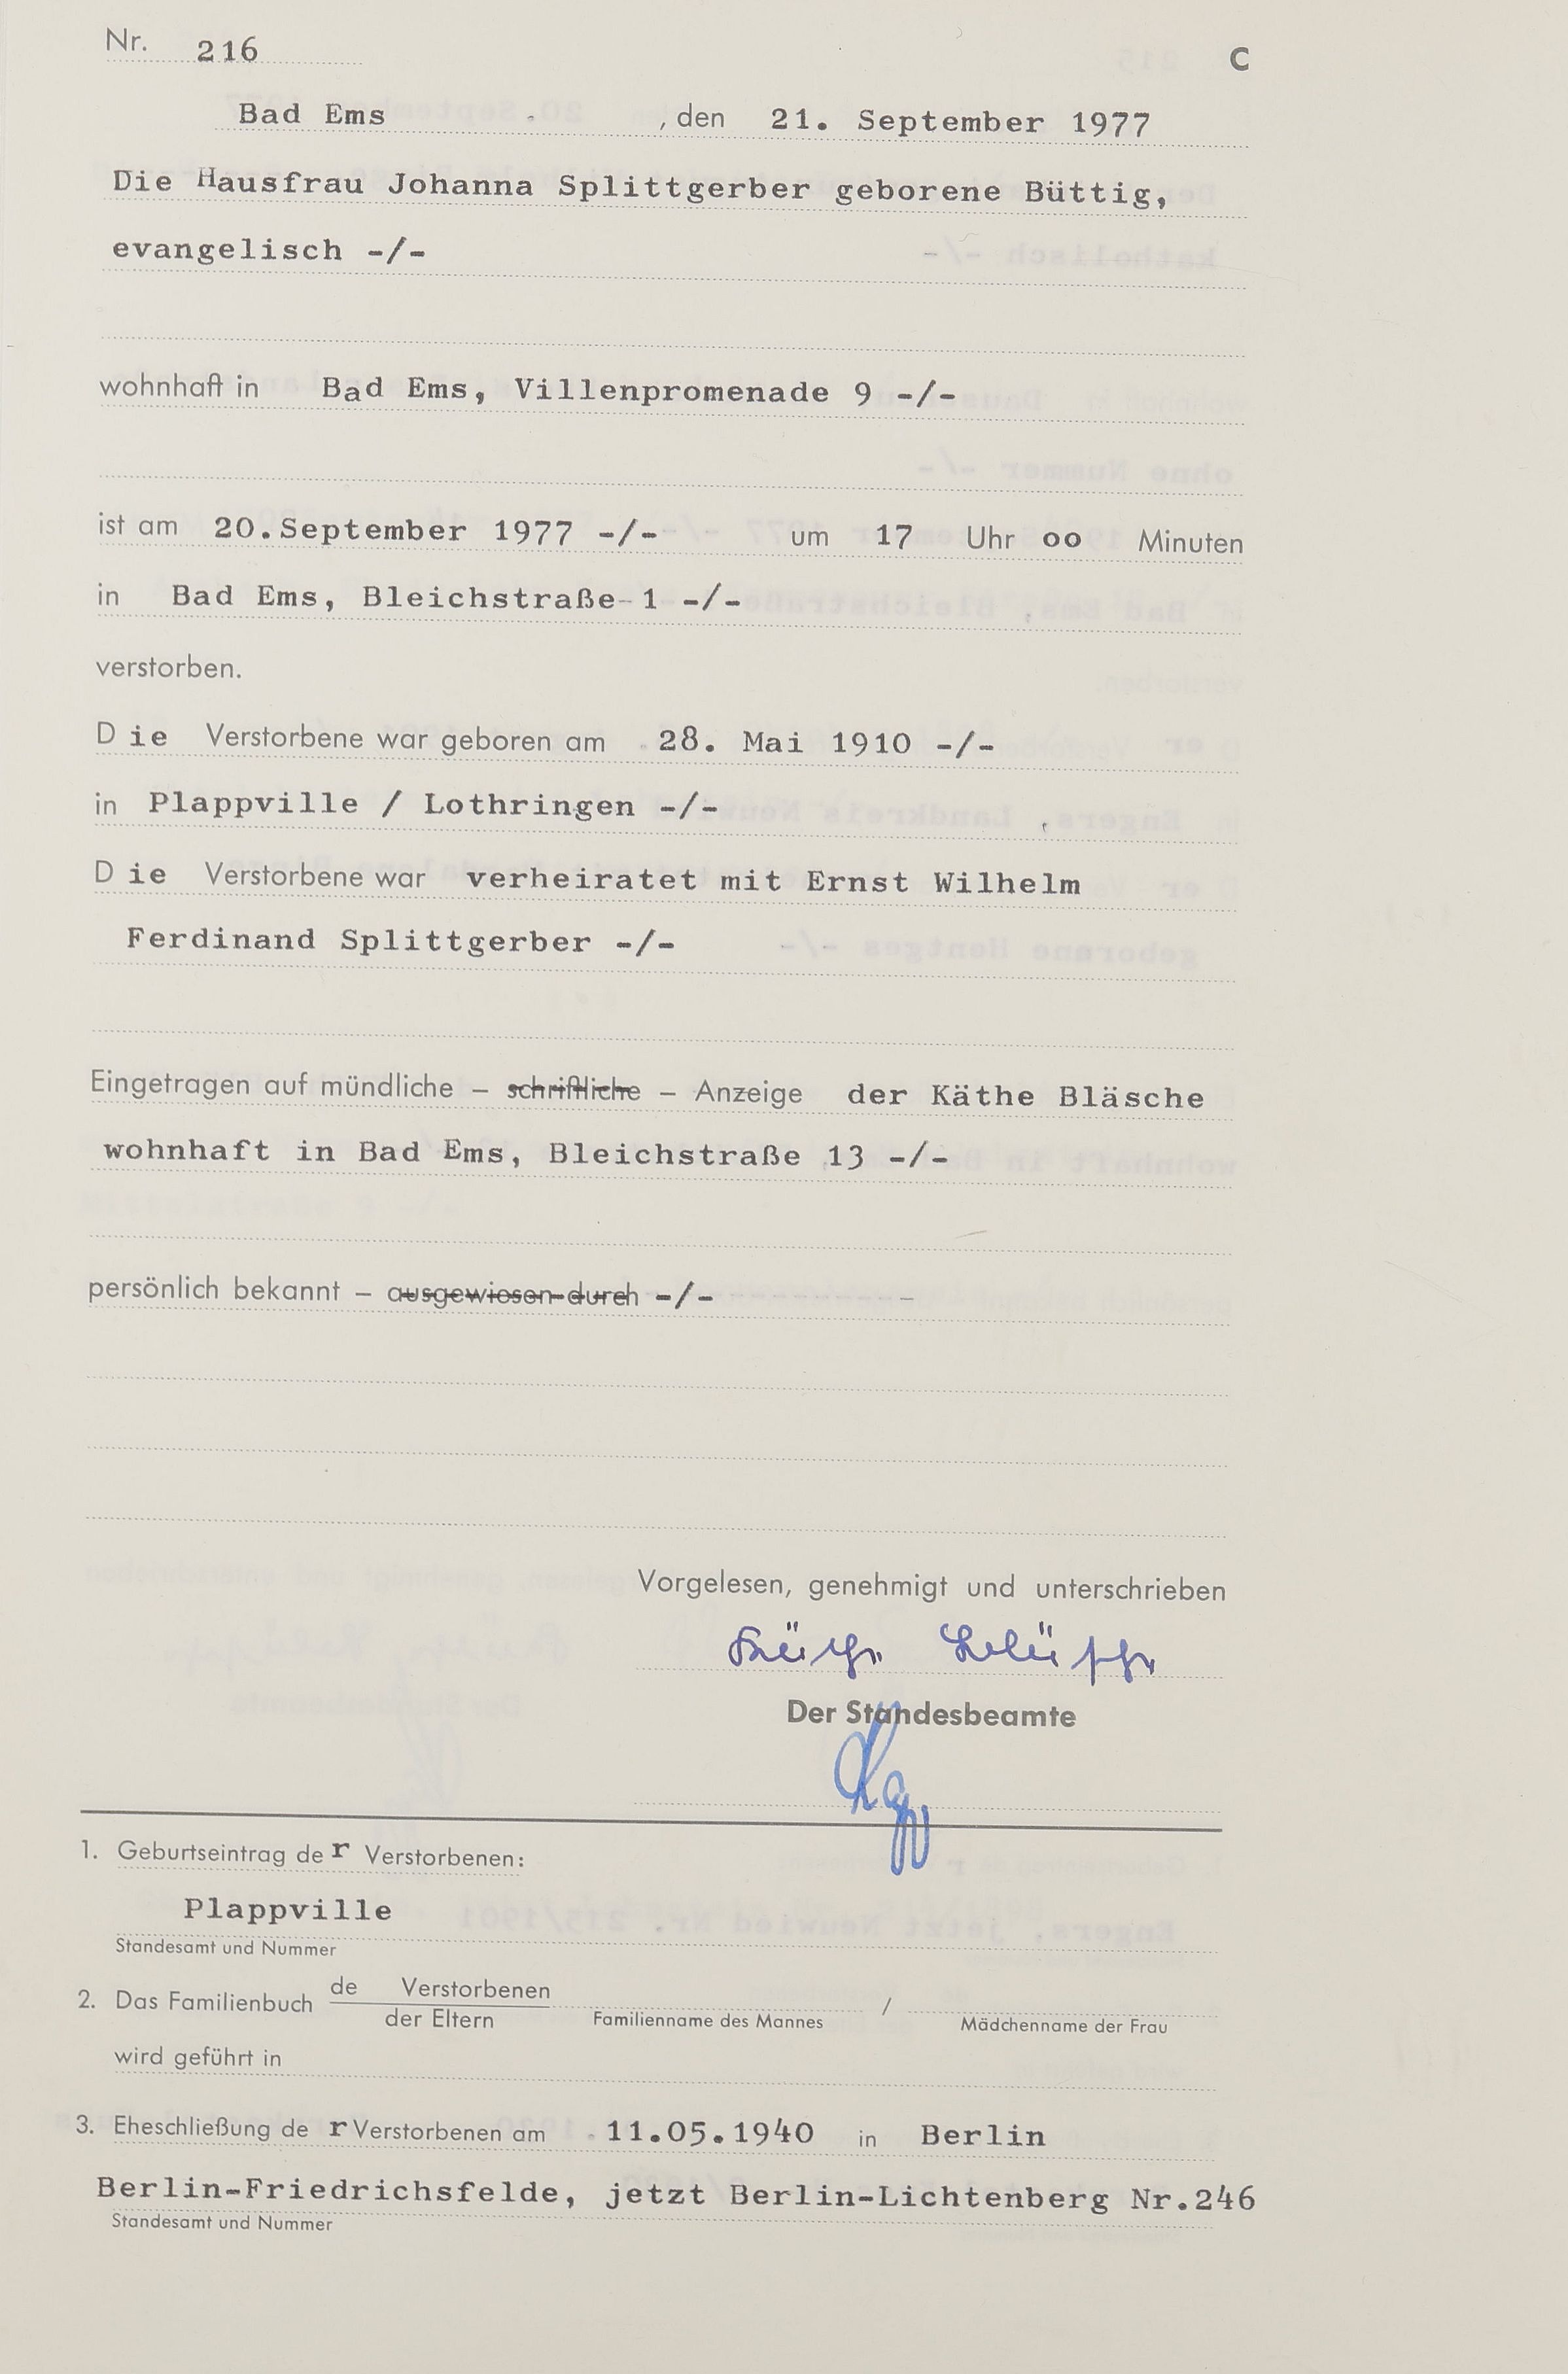 Nr. 216 C
Bad Ems , den 21. September 1977
Die Hausfrau Johanna Splittgerber geborene Büttig,
evangelisch -/-
wohnhaft in Bad Ems, Villenpromenade 9 -/-
ist am 20.September 1977 -/- um 17 Uhr oo Minuten
in Bad Ems, Bleichstraße 1 -/-
verstorben.
Die Verstorbene war geboren am 28. Mai 1910 -/-
in Plappville / Lothringen -/-
Die Verstorbene war verheiratet mit Ernst Wilhelm
Ferdinand Splittgerber -/-
Eingetragen auf mündliche – schriftliche – Anzeige der Käthe Bläsche
wohnhaft in Bad Ems, Bleichstraße 13 -/-
persönlich bekannt – ausgewiesen durch -/-
Vorgelesen, genehmigt und unterschrieben
Käthe Bläsche
Der Standesbeamte
1. Geburtseintrag der Verstorbenen:
Plappville
Standesamt und Nummer
2. Das Familienbuch de Verstorbenen
der Eltern Familienname des Mannes / Mädchenname der Frau
wird geführt in
3. Eheschließung der Verstorbenen am 11.05.1940 in Berlin
Berlin-Friedrichsfelde, jetzt Berlin-Lichtenberg Nr.246
Standesamt und Nummer